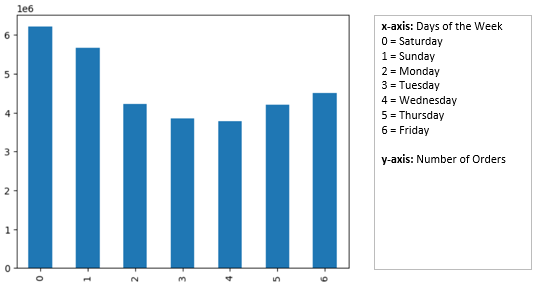 1e6
6
5
4
3
2
1
0
0 1 2 3 4 5 6
x-axis: Days of the Week
0 = Saturday
1 = Sunday
2 = Monday
3 = Tuesday
4 = Wednesday
5 = Thursday
6 = Friday
y-axis: Number of Orders